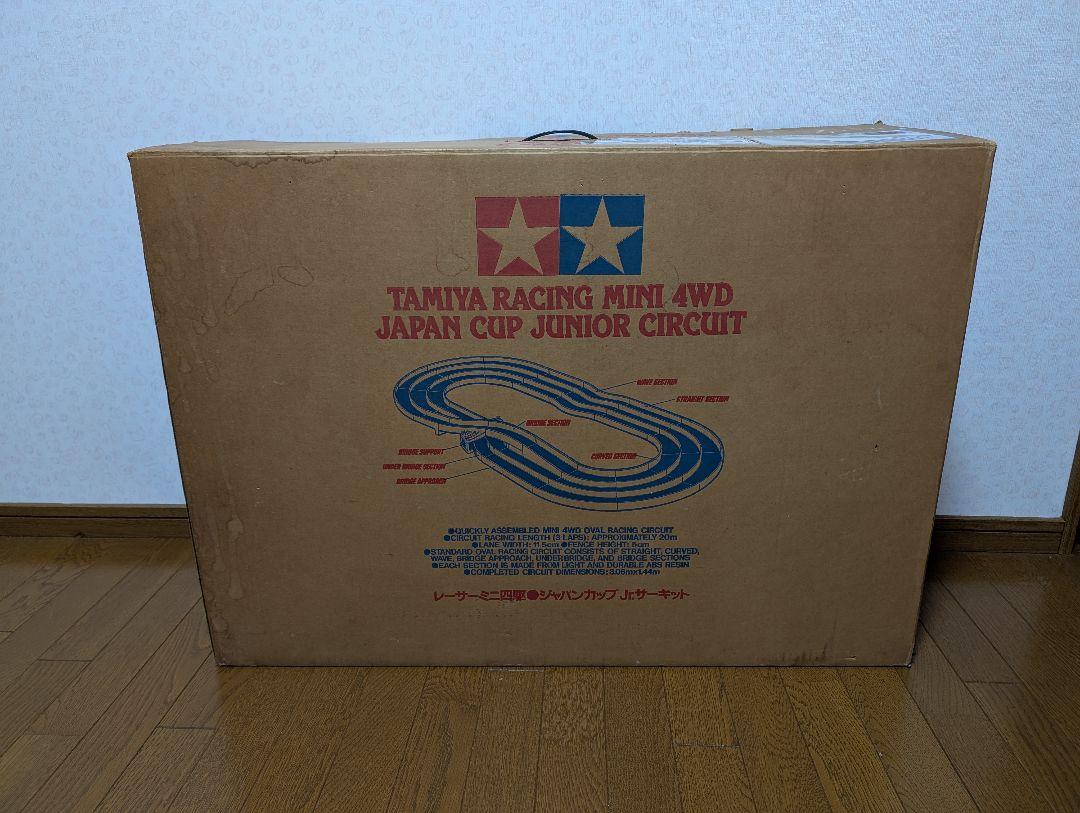 TAMIYA RACING MINI 4WD
JAPAN CUP JUNIOR CIRCUIT
WAVE SECTION
STRAIGHT SECTION
BRIDGE SECTION
BRIDGE SUPPORT
CURVED SECTION
UNDER BRIDGE SECTION
BRIDGE APPROACH
●QUICKLY ASSEMBLED MINI 4WD OVAL RACING CIRCUIT
●CIRCUIT RACING LENGTH (3 LAPS): APPROXIMATELY 20m
●LANE WIDTH: 11.5cm ●FENCE HEIGHT: 5cm
●STANDARD OVAL RACING CIRCUIT CONSISTS OF STRAIGHT, CURVED,
WAVE, BRIDGE APPROACH, UNDERBRIDGE, AND BRIDGE SECTIONS
●EACH SECTION IS MADE FROM LIGHT AND DURABLE ABS RESIN
●COMPLETED CIRCUIT DIMENSIONS: 3.06m×1.44m
レーサーミニ四駆●ジャパンカップ Jr.サーキット